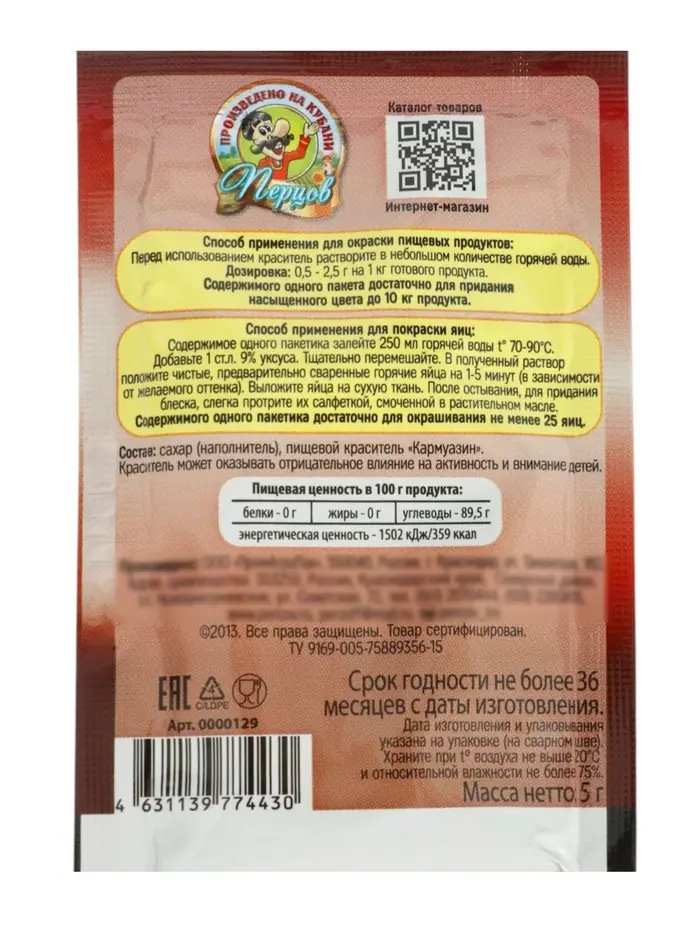 ПРОИЗВЕДЕНО НА КУБАНИ
Перцов
Каталог товаров
Интернет-магазин
Способ применения для окраски пищевых продуктов:
Перед использованием краситель растворите в небольшом количестве горячей воды.
Дозировка: 0,5 - 2,5 г на 1 кг готового продукта.
Содержимого одного пакета достаточно для придания
насыщенного цвета до 10 кг продукта.
Способ применения для покраски яиц:
Содержимое одного пакетика залейте 250 мл горячей воды t° 70-90°С.
Добавьте 1 ст.л. 9% уксуса. Тщательно перемешайте. В полученный раствор
положите чистые, предварительно сваренные горячие яйца на 1-5 минут (в зависимости
от желаемого оттенка). Выложите яйца на сухую ткань. После остывания, для придания
блеска, слегка протрите их салфеткой, смоченной в растительном масле.
Содержимого одного пакетика достаточно для окрашивания не менее 25 яиц.
Состав: сахар (наполнитель), пищевой краситель «Кармуазин».
Краситель может оказывать отрицательное влияние на активность и внимание детей.
Пищевая ценность в 100 г продукта:
белки - 0 г | жиры - 0 г | углеводы - 89,5 г
энергетическая ценность - 1502 кДж/359 ккал
©2013. Все права защищены. Товар сертифицирован.
ТУ 9169-005-75889356-15
EAC 4 C/LDPE
Арт. 0000129
Срок годности не более 36
месяцев с даты изготовления.
Дата изготовления и упаковывания
указана на упаковке (на сварном шве).
Хранить при t° воздуха не выше 20°С
и относительной влажности не более 75%.
Масса нетто 5 г
4 631139 774430